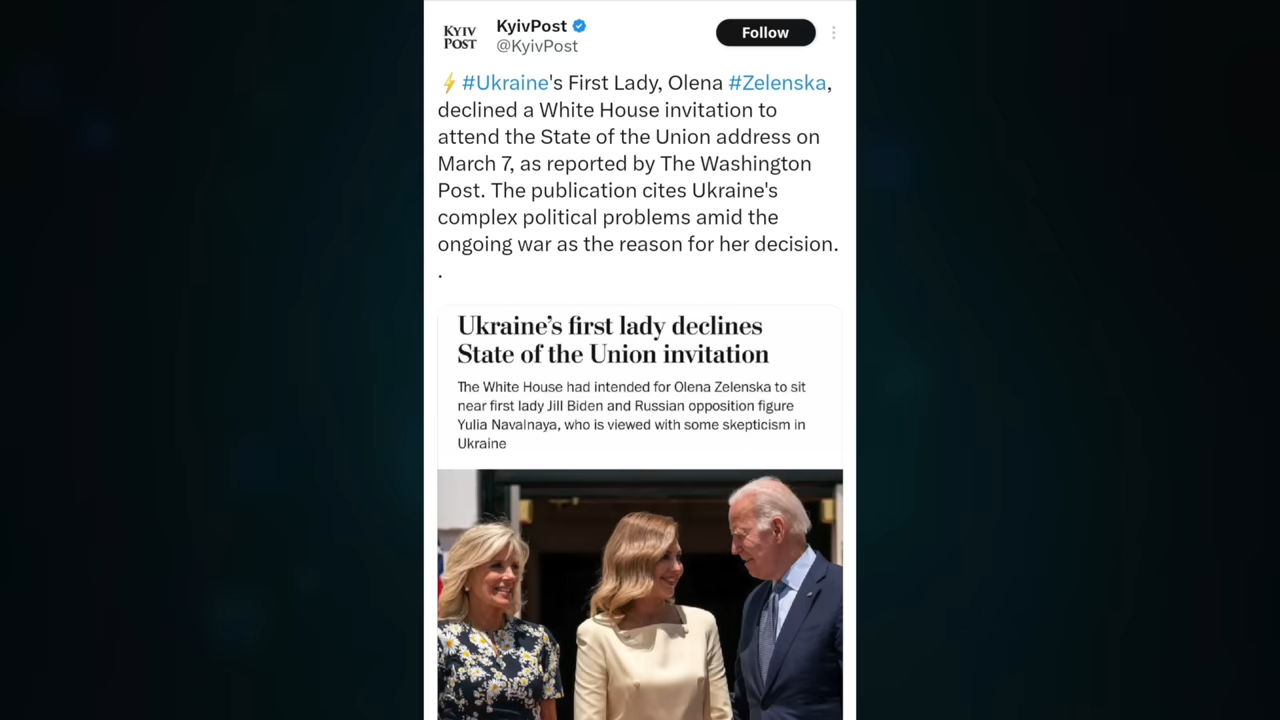 KYIV
POST
KyivPost
@KyivPost
Follow
⚡#Ukraine's First Lady, Olena #Zelenska,
declined a White House invitation to
attend the State of the Union address on
March 7, as reported by The Washington
Post. The publication cites Ukraine's
complex political problems amid the
ongoing war as the reason for her decision.
.
Ukraine’s first lady declines
State of the Union invitation
The White House had intended for Olena Zelenska to sit
near first lady Jill Biden and Russian opposition figure
Yulia Navalnaya, who is viewed with some skepticism in
Ukraine